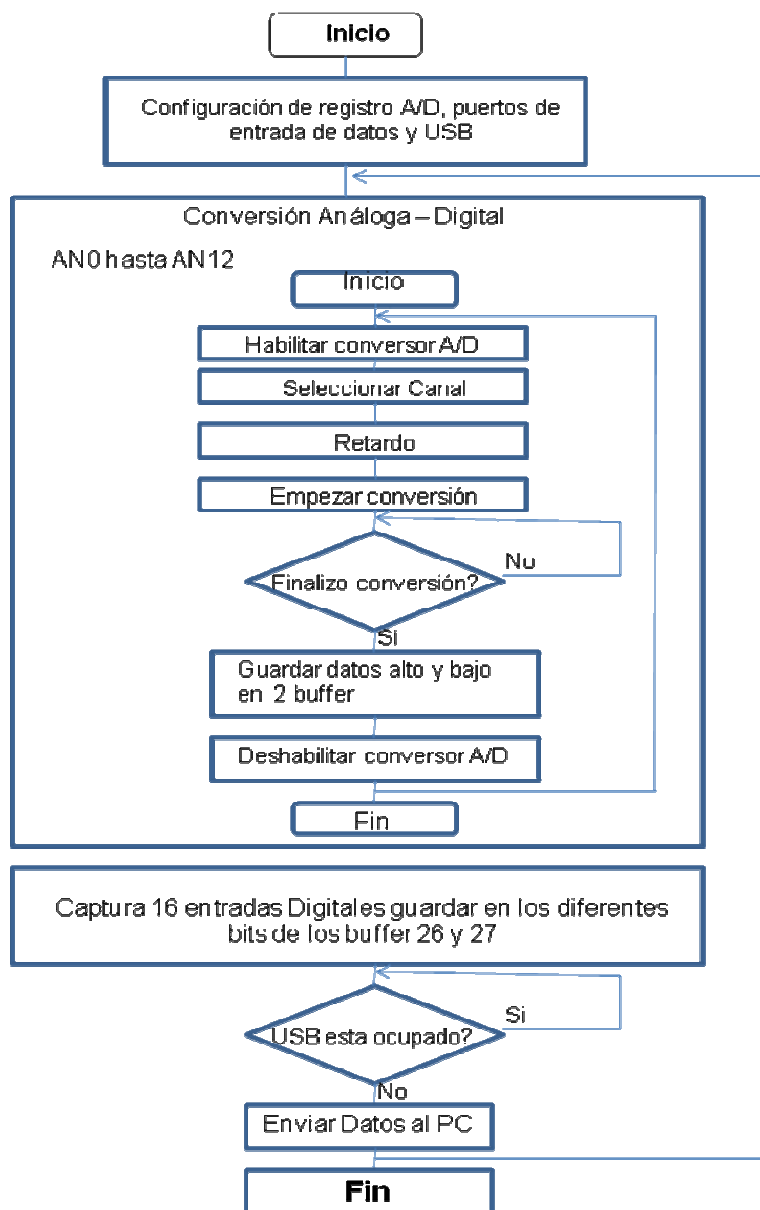 Inicio
Configuración de registro A/D, puertos de
entrada de datos y USB
Conversión Análoga – Digital
AN0 hasta AN12
Inicio
Habilitar conversor A/D
Seleccionar Canal
Retardo
Empezar conversión
Finalizo conversión?
No
Si
Guardar datos alto y bajo
en 2 buffer
Deshabilitar conversor A/D
Fin
Captura 16 entradas Digitales guardar en los diferentes
bits de los buffer 26 y 27
USB esta ocupado?
Si
No
Enviar Datos al PC
Fin